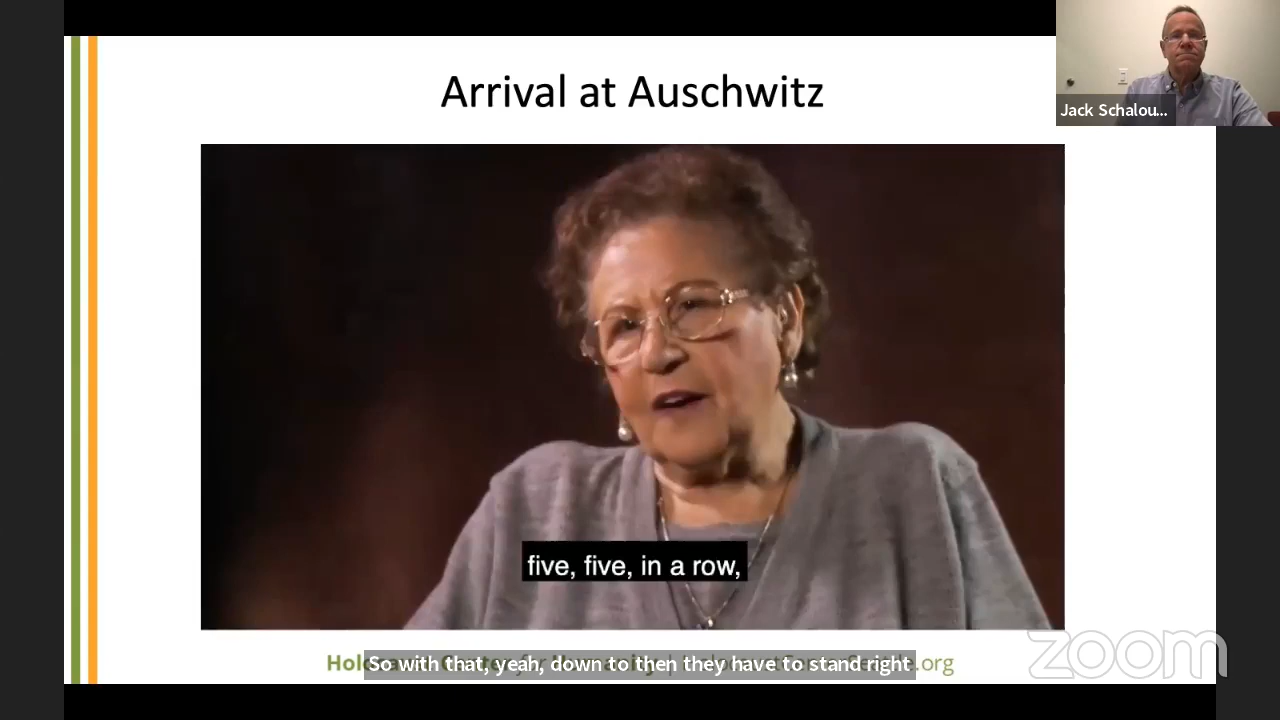 Arrival at Auschwitz
Jack Schalou...
five, five, in a row,
So with that, yeah, down to then they have to stand right
.org
zoom